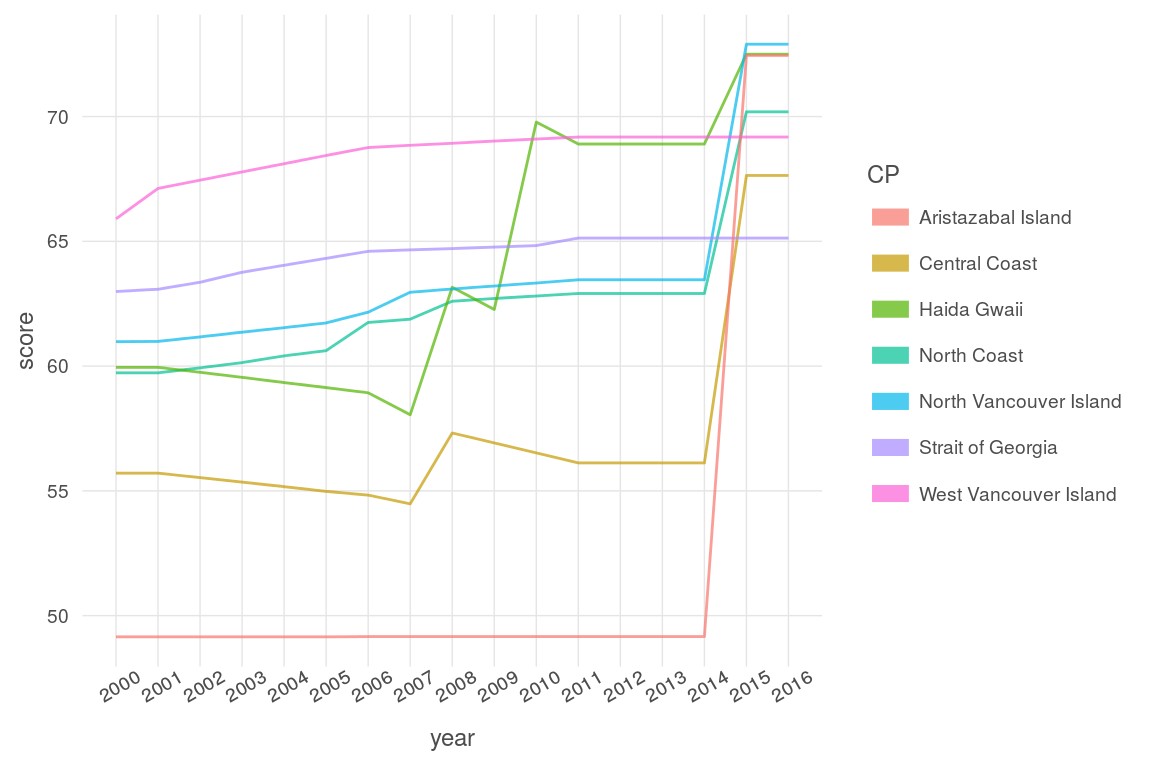 70
65
60
55
50
score
2000 2001 2002 2003 2004 2005 2006 2007 2008 2009 2010 2011 2012 2013 2014 2015 2016
year
CP
Aristazabal Island
Central Coast
Haida Gwaii
North Coast
North Vancouver Island
Strait of Georgia
West Vancouver Island